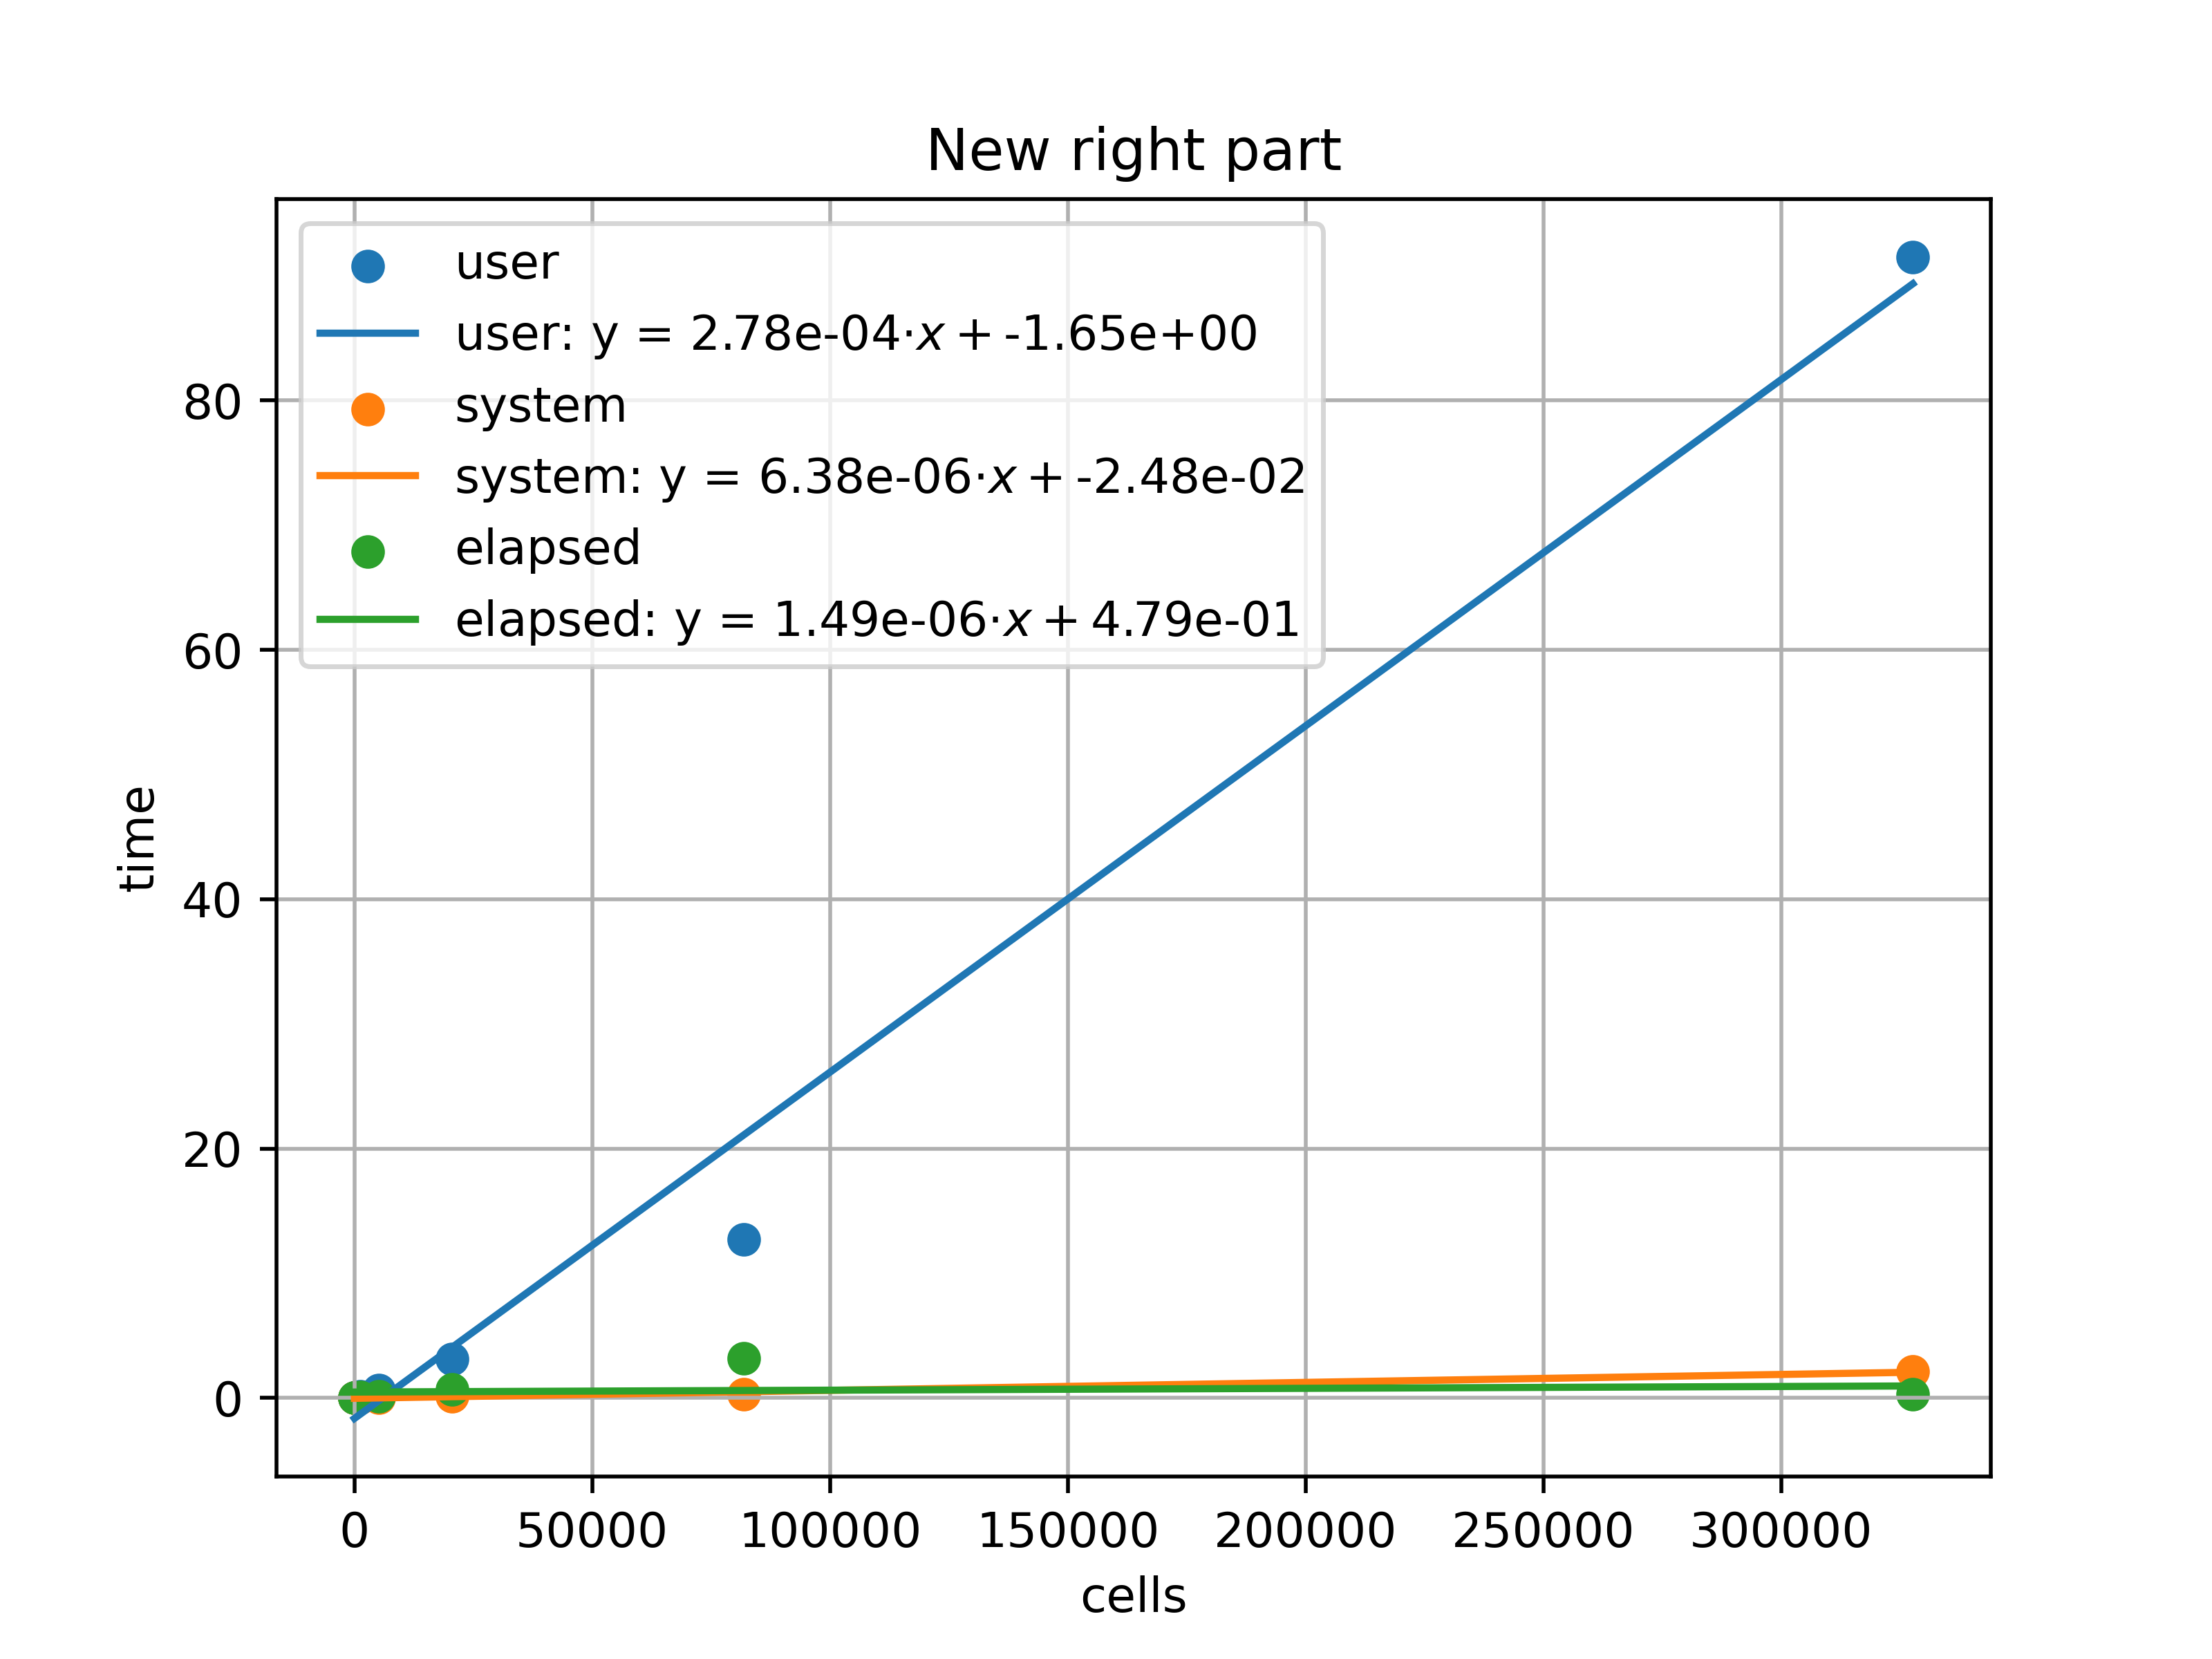 New right part
user
user: y = 2.78e-04·x + -1.65e+00
system
system: y = 6.38e-06·x + -2.48e-02
elapsed
elapsed: y = 1.49e-06·x + 4.79e-01
80
60
40
20
0
time
0 50000 100000 150000 200000 250000 300000
cells